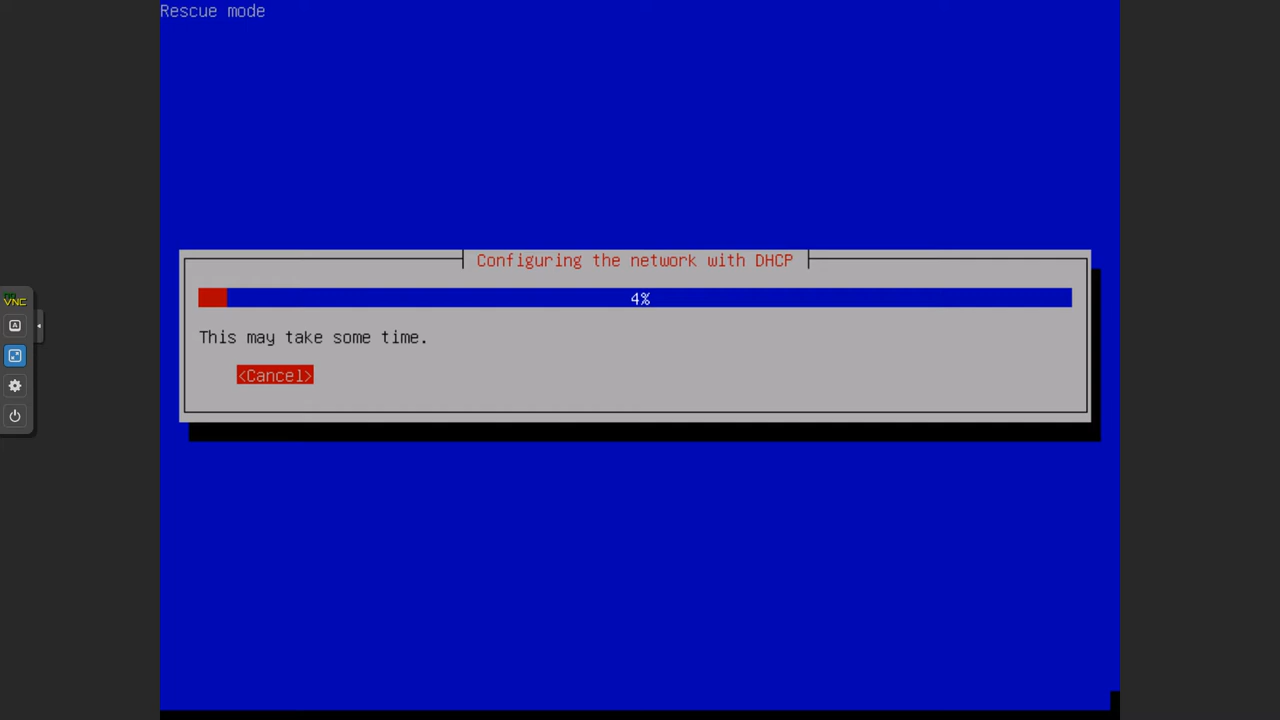 Rescue mode
Configuring the network with DHCP
4%
This may take some time.
<Cancel>
VNC
A